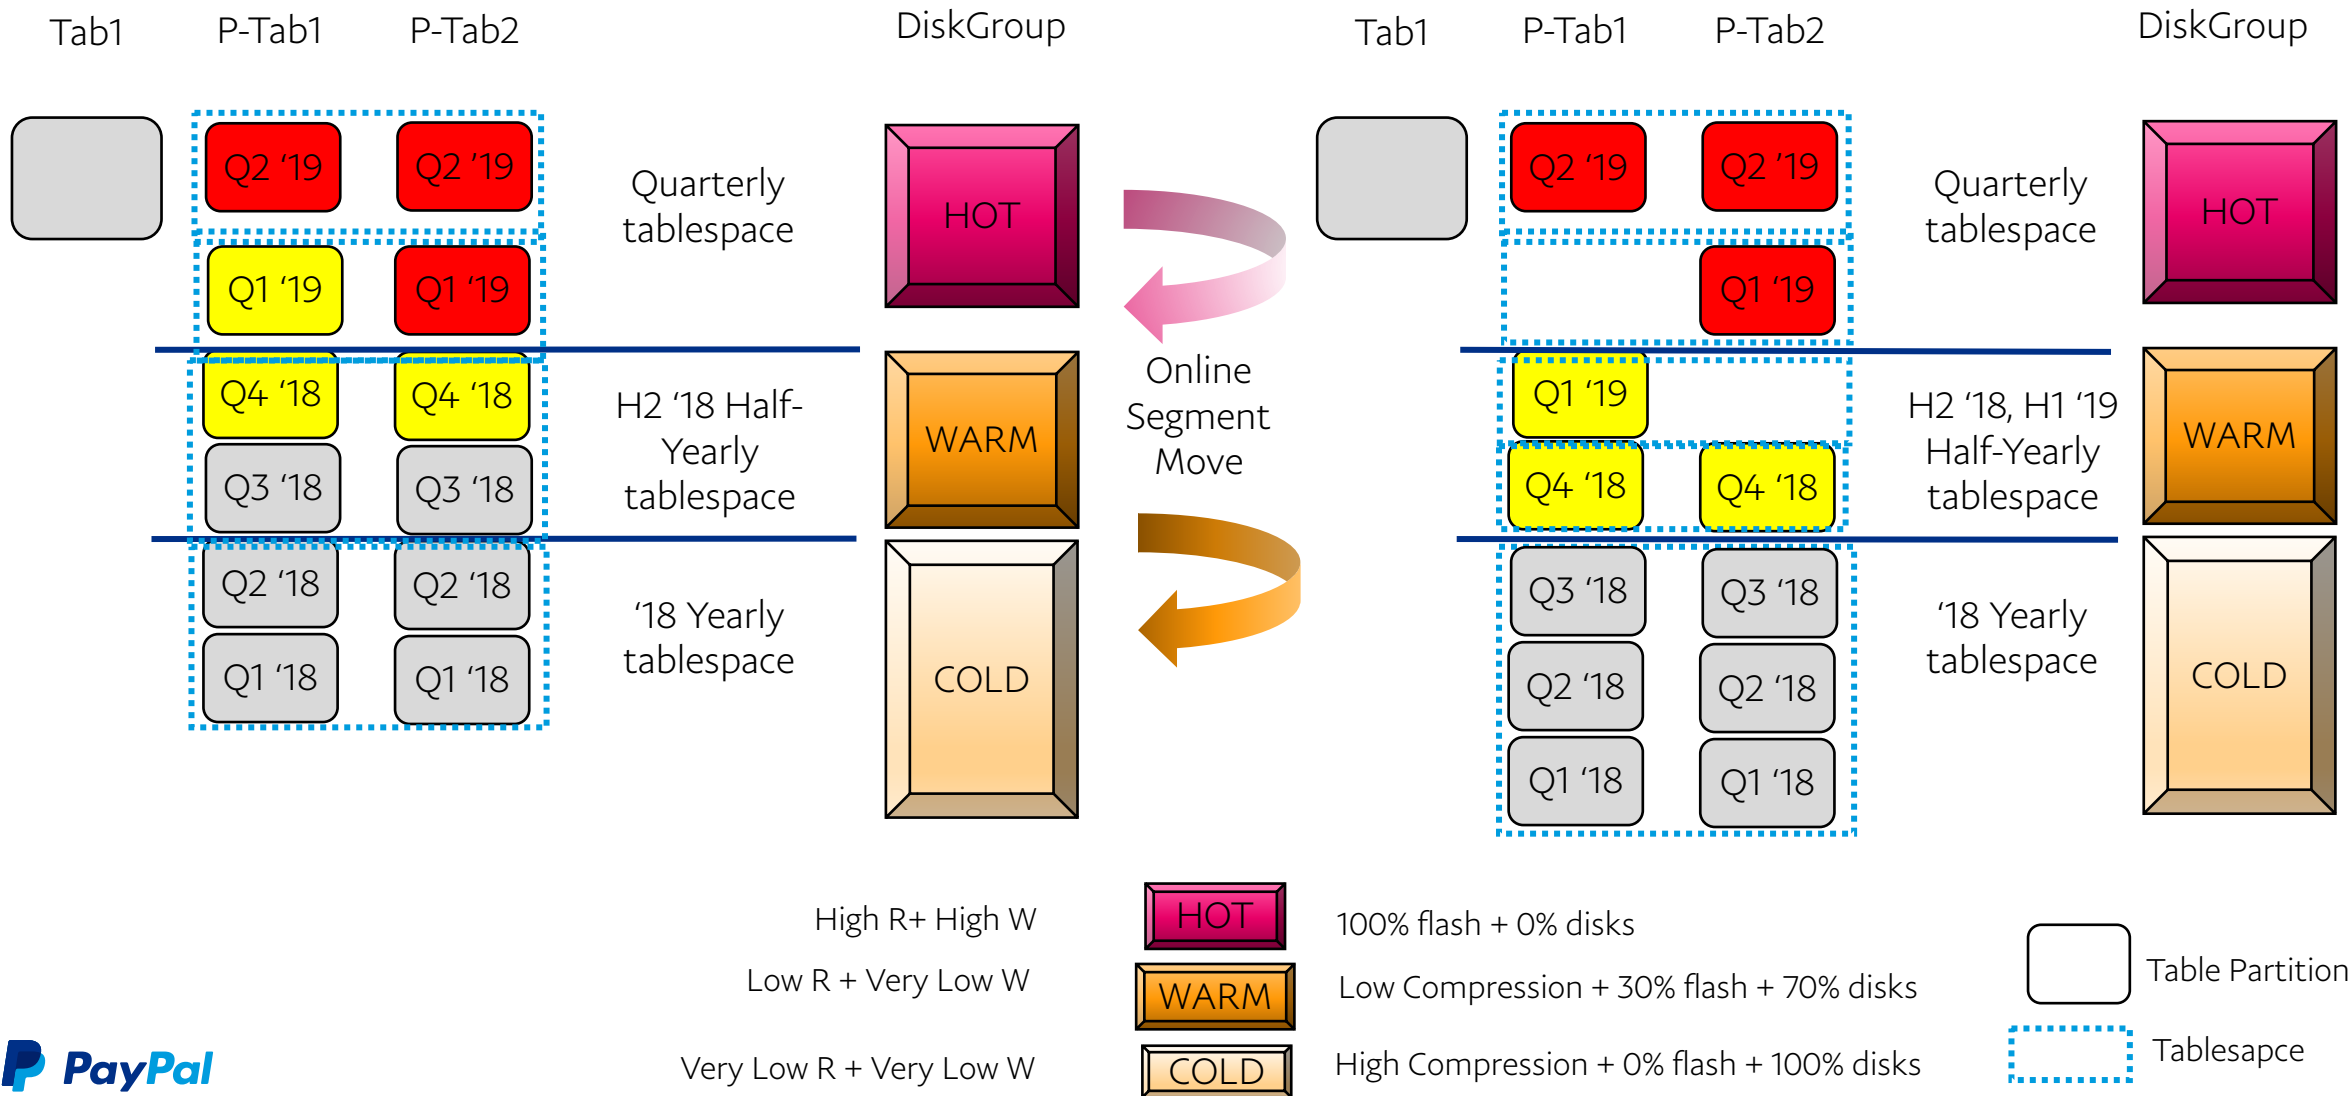 Tab1 P-Tab1 P-Tab2 DiskGroup
Q2 ‘19 Q2 ‘19
Quarterly
tablespace
HOT
Q1 ‘19 Q1 ‘19
Q4 ‘18 Q4 ‘18
H2 ‘18 Half-
Yearly
tablespace
WARM
Q3 ‘18 Q3 ‘18
Q2 ‘18 Q2 ‘18
‘18 Yearly
tablespace
COLD
Q1 ‘18 Q1 ‘18
Online
Segment
Move
Tab1 P-Tab1 P-Tab2 DiskGroup
Q2 ‘19 Q2 ‘19
Quarterly
tablespace
HOT
Q1 ‘19
Q1 ‘19
H2 ‘18, H1 ‘19
Half-Yearly
tablespace
WARM
Q4 ‘18 Q4 ‘18
Q3 ‘18 Q3 ‘18
‘18 Yearly
tablespace
COLD
Q2 ‘18 Q2 ‘18
Q1 ‘18 Q1 ‘18
High R+ High W HOT 100% flash + 0% disks
Low R + Very Low W WARM Low Compression + 30% flash + 70% disks
Very Low R + Very Low W COLD High Compression + 0% flash + 100% disks
Table Partition
Tablesapce
PayPal